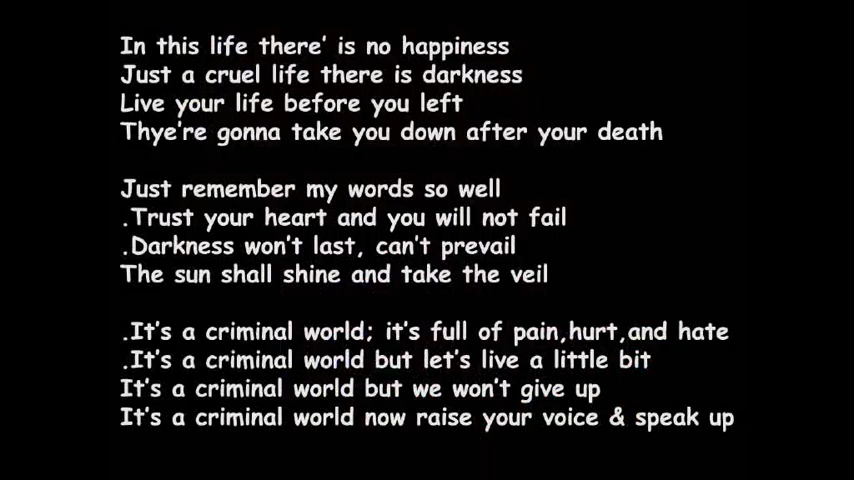 In this life there' is no happiness
Just a cruel life there is darkness
Live your life before you left
Thye're gonna take you down after your death
Just remember my words so well
.Trust your heart and you will not fail
.Darkness won't last, can't prevail
The sun shall shine and take the veil
.It's a criminal world; it's full of pain,hurt,and hate
.It's a criminal world but let's live a little bit
It's a criminal world but we won't give up
It's a criminal world now raise your voice & speak up